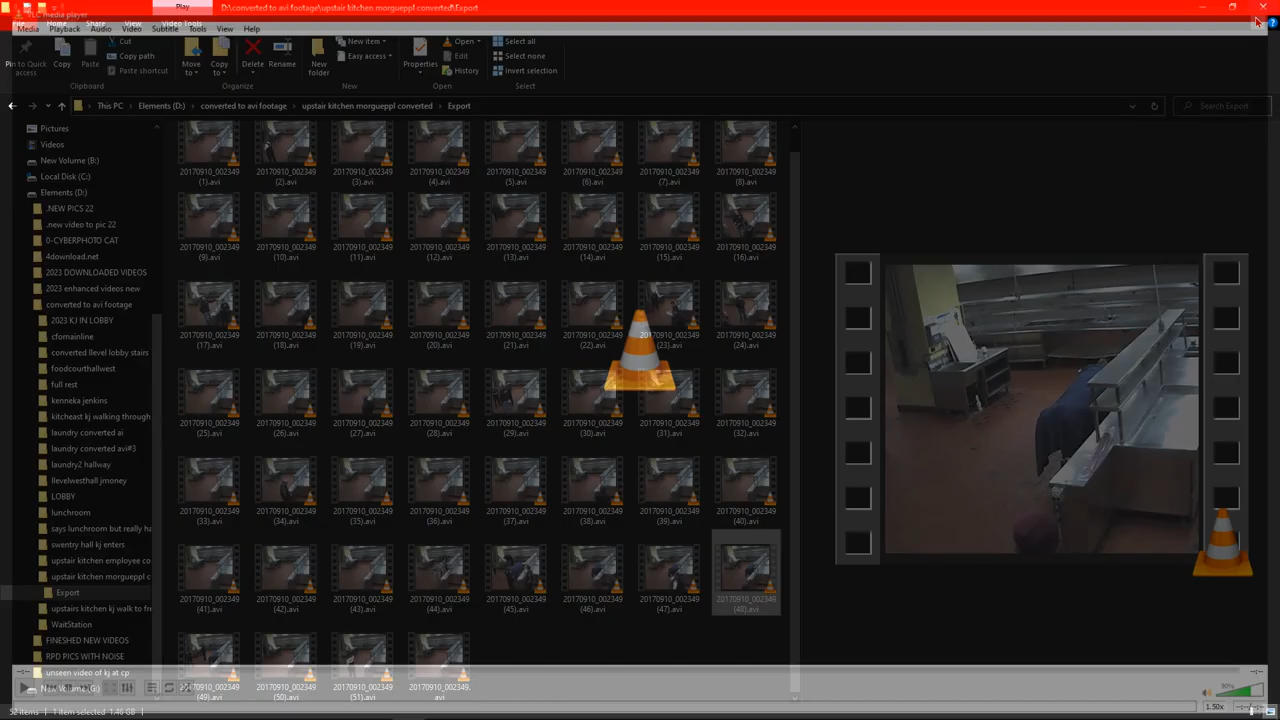 Play
D:\converted to avi footage\upstair kitchen morgueppl converted\Export
VLC media player
File
Home
Share
View
Video Tools
Media
Playback
Audio
Video
Subtitle
Tools
View
Help
Pin to Quick
access
Copy
Paste
Cut
Copy path
Paste shortcut
Clipboard
Move
to
Copy
to
Delete
Rename
Organize
New
folder
New item
Easy access
New
Properties
Open
Edit
History
Open
Select all
Select none
Invert selection
Select
This PC
Elements (D:)
converted to avi footage
upstair kitchen morgueppl converted
Export
Search Export
Pictures
Videos
New Volume (B:)
Local Disk (C:)
Elements (D:)
.NEW PICS 22
.new video to pic 22
0-CYBERPHOTO CAT
4download.net
2023 DOWNLOADED VIDEOS
2023 enhanced videos new
converted to avi footage
2023 KJ IN LOBBY
cfornainline
converted llevel lobby stairs
foodcourthallwest
full rest
kenneka jenkins
kitcheast kj walking through
laundry converted ai
laundry converted avi#3
laundry2 hallway
llevelwesthall jmoney
LOBBY
lunchroom
says lunchroom but really ha
swentry hall kj enters
upstair kitchen employee co
upstair kitchen morgueppl c
Export
upstairs kitchen kj walk to fre
WaitStation
FINESHED NEW VIDEOS
RPD PICS WITH NOISE
unseen video of kj at cp
New Volume (G:)
20170910_002349 20170910_002349 20170910_002349 20170910_002349 20170910_002349 20170910_002349 20170910_002349 20170910_002349
(1).avi (2).avi (3).avi (4).avi (5).avi (6).avi (7).avi (8).avi
20170910_002349 20170910_002349 20170910_002349 20170910_002349 20170910_002349 20170910_002349 20170910_002349 20170910_002349
(9).avi (10).avi (11).avi (12).avi (13).avi (14).avi (15).avi (16).avi
20170910_002349 20170910_002349 20170910_002349 20170910_002349 20170910_002349 20170910_002349 20170910_002349 20170910_002349
(17).avi (18).avi (19).avi (20).avi (21).avi (22).avi (23).avi (24).avi
20170910_002349 20170910_002349 20170910_002349 20170910_002349 20170910_002349 20170910_002349 20170910_002349 20170910_002349
(25).avi (26).avi (27).avi (28).avi (29).avi (30).avi (31).avi (32).avi
20170910_002349 20170910_002349 20170910_002349 20170910_002349 20170910_002349 20170910_002349 20170910_002349 20170910_002349
(33).avi (34).avi (35).avi (36).avi (37).avi (38).avi (39).avi (40).avi
20170910_002349 20170910_002349 20170910_002349 20170910_002349 20170910_002349 20170910_002349 20170910_002349 20170910_002349
(41).avi (42).avi (43).avi (44).avi (45).avi (46).avi (47).avi (48).avi
20170910_002349 20170910_002349 20170910_002349 20170910_002349.
(49).avi (50).avi (51).avi avi
90%
1.50x
--:--/--:--
52 items
1 item selected 1.46 GB